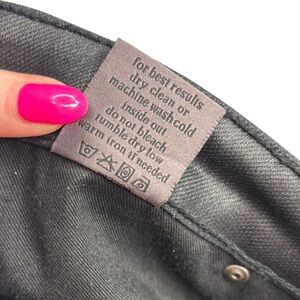 for best results
dry clean or
machine wash cold
inside out
do not bleach
tumble dry low
warm iron if needed